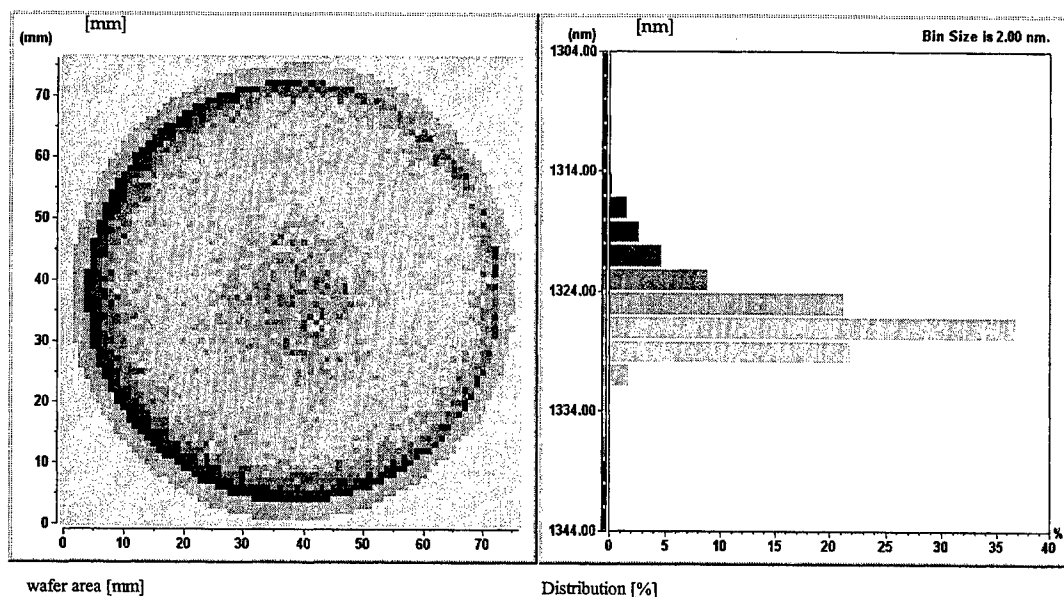 [mm]
(mm)
70
60
50
40
30
20
10
0
0 10 20 30 40 50 60 70
wafer area [mm]
[nm]
(nm)
Bin Size is 2.00 nm.
1304.00
1314.00
1324.00
1334.00
1344.00
0 5 10 15 20 25 30 35 40 %
Distribution [%]